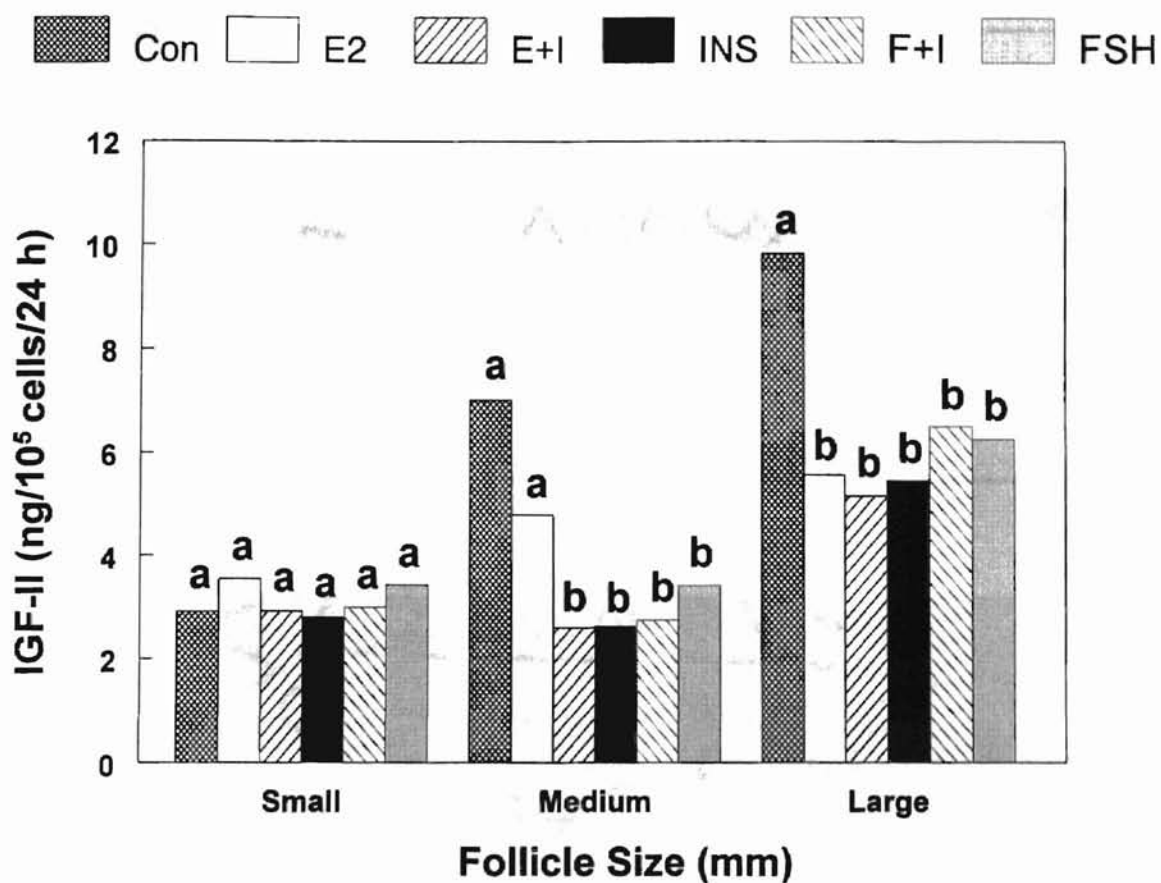 Con E2 E+I INS F+I FSH
12
10
8
6
4
2
0
IGF-II (ng/10⁵ cells/24 h)
a a a a a a
a a b b b b
a b b b b b
Small Medium Large
Follicle Size (mm)